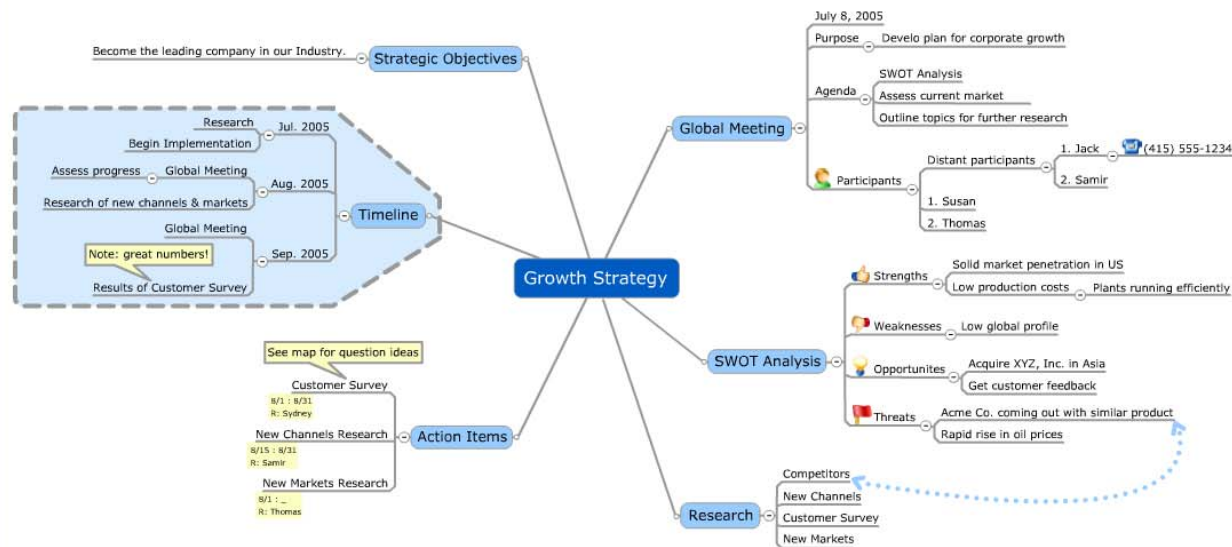 Growth Strategy
Strategic Objectives
Become the leading company in our Industry.
Timeline
Jul. 2005
Research
Begin Implementation
Aug. 2005
Global Meeting
Assess progress
Research of new channels & markets
Sep. 2005
Global Meeting
Note: great numbers!
Results of Customer Survey
Action Items
See map for question ideas
Customer Survey
8/1 : 8/31
R: Sydney
New Channels Research
8/15 : 8/31
R: Samir
New Markets Research
8/1 : _
R: Thomas
Global Meeting
July 8, 2005
Purpose
Develo plan for corporate growth
Agenda
SWOT Analysis
Assess current market
Outline topics for further research
Participants
Distant participants
1. Jack
(415) 555-1234
2. Samir
1. Susan
2. Thomas
SWOT Analysis
Strengths
Solid market penetration in US
Low production costs
Plants running efficiently
Weaknesses
Low global profile
Opportunites
Acquire XYZ, Inc. in Asia
Get customer feedback
Threats
Acme Co. coming out with similar product
Rapid rise in oil prices
Research
Competitors
New Channels
Customer Survey
New Markets